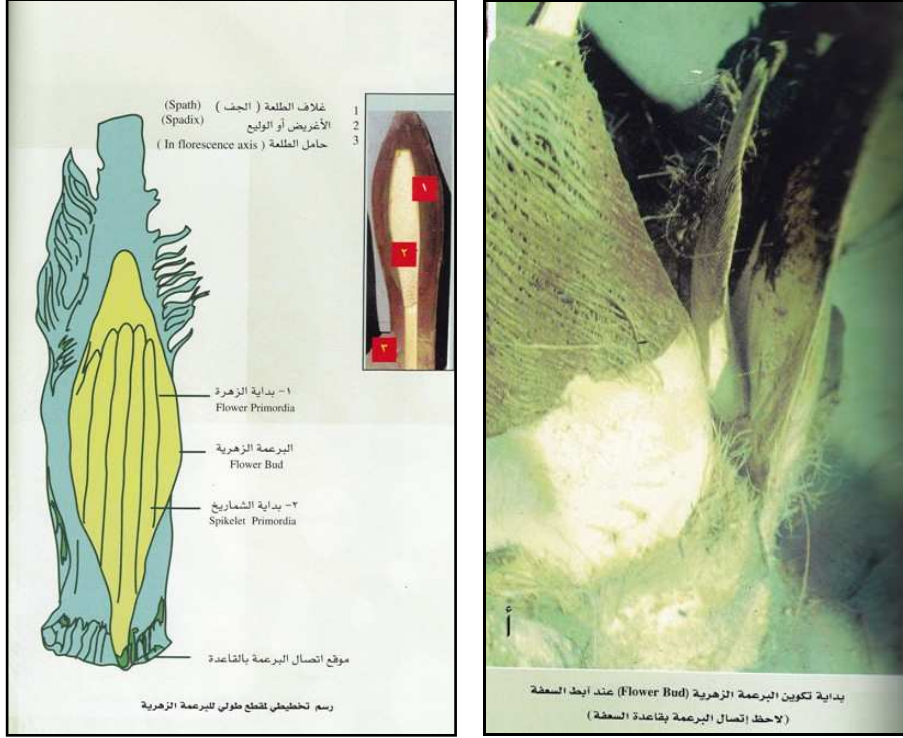 1 غلاف الطلعة ( الجف ) (Spath)
2 الأغريض أو الوليع (Spadix)
3 حامل الطلعة ( In florescence axis )
١
٢
٣
١- بداية الزهرة
Flower Primordia
البرعمة الزهرية
Flower Bud
٢- بداية الشماريخ
Spikelet Primordia
موقع اتصال البرعمة بالقاعدة
رسم تخطيطي لمقطع طولي للبرعمة الزهرية
أ
بداية تكوين البرعمة الزهرية (Flower Bud) عند آبط السعفة
(لاحظ إتصال البرعمة بقاعدة السعفة )